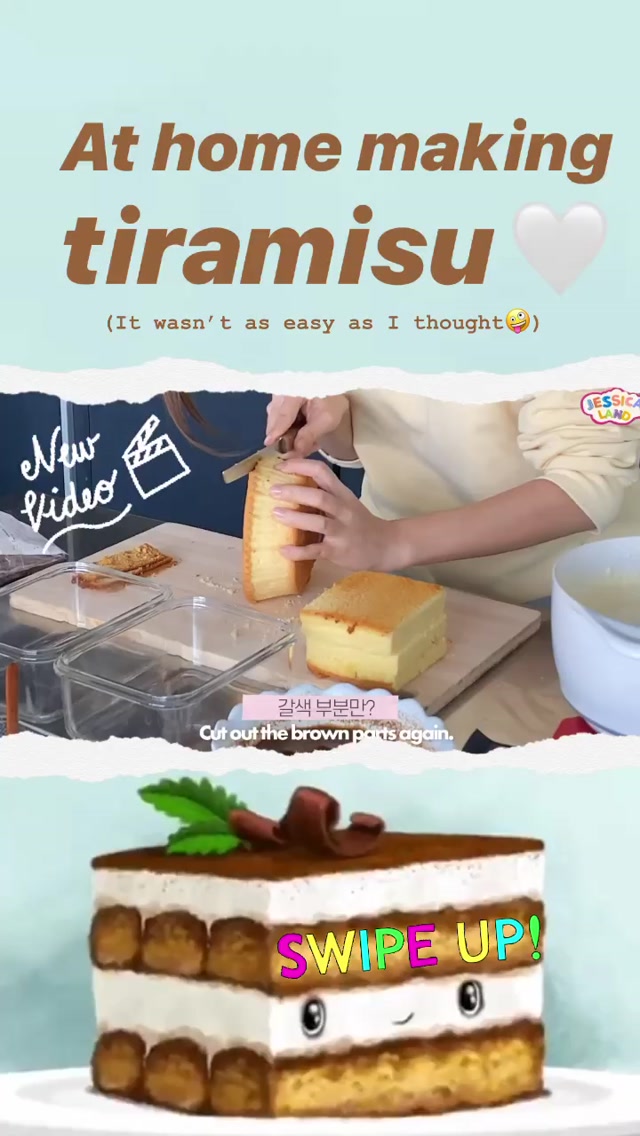 At home making
tiramisu 🤍
(It wasn't as easy as I thought🤪)
JESSICA
LAND
New
Video
갈색 부분만?
Cut out the brown parts again.
SWIPE UP!